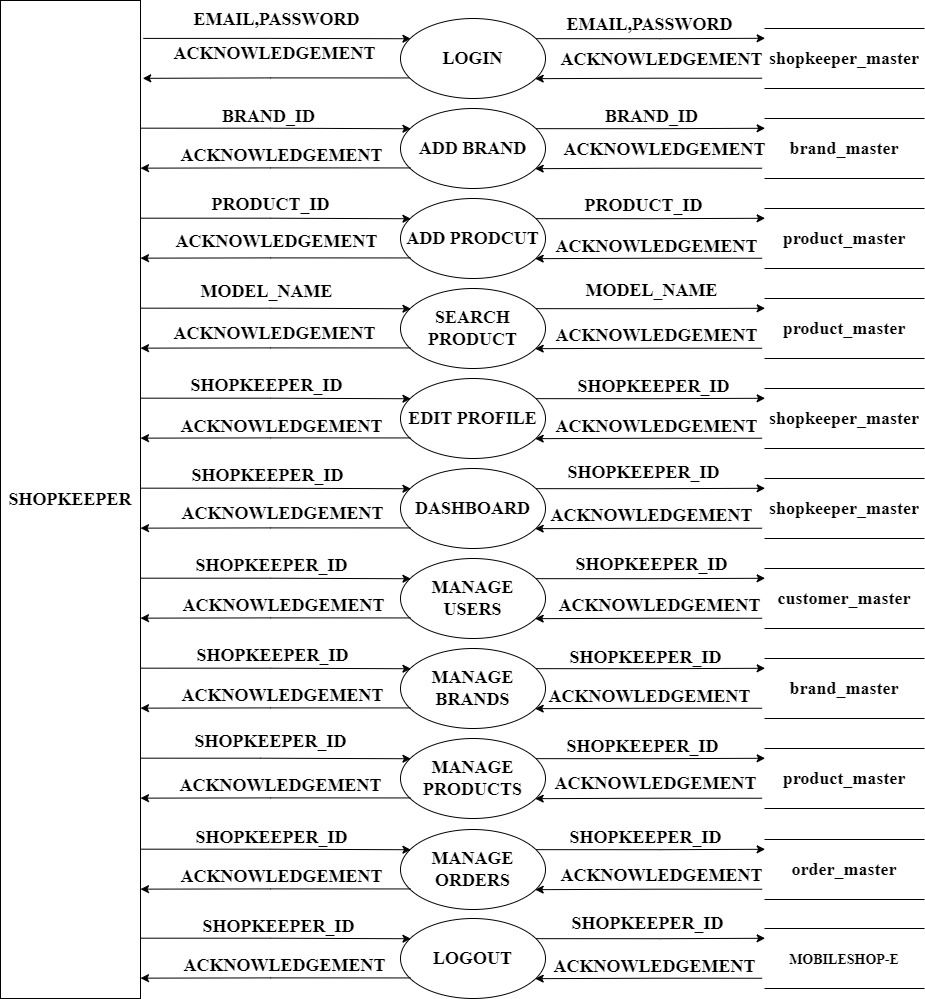 EMAIL,PASSWORD
EMAIL,PASSWORD
ACKNOWLEDGEMENT
LOGIN
ACKNOWLEDGEMENT
shopkeeper_master
BRAND_ID
BRAND_ID
ACKNOWLEDGEMENT
ADD BRAND
ACKNOWLEDGEMENT
brand_master
PRODUCT_ID
PRODUCT_ID
ACKNOWLEDGEMENT
ADD PRODCUT
ACKNOWLEDGEMENT
product_master
MODEL_NAME
MODEL_NAME
ACKNOWLEDGEMENT
SEARCH
PRODUCT
ACKNOWLEDGEMENT
product_master
SHOPKEEPER_ID
SHOPKEEPER_ID
ACKNOWLEDGEMENT
EDIT PROFILE
ACKNOWLEDGEMENT
shopkeeper_master
SHOPKEEPER
SHOPKEEPER_ID
SHOPKEEPER_ID
ACKNOWLEDGEMENT
DASHBOARD
ACKNOWLEDGEMENT
shopkeeper_master
SHOPKEEPER_ID
SHOPKEEPER_ID
ACKNOWLEDGEMENT
MANAGE
USERS
ACKNOWLEDGEMENT
customer_master
SHOPKEEPER_ID
SHOPKEEPER_ID
ACKNOWLEDGEMENT
MANAGE
BRANDS
ACKNOWLEDGEMENT
brand_master
SHOPKEEPER_ID
SHOPKEEPER_ID
ACKNOWLEDGEMENT
MANAGE
PRODUCTS
ACKNOWLEDGEMENT
product_master
SHOPKEEPER_ID
SHOPKEEPER_ID
ACKNOWLEDGEMENT
MANAGE
ORDERS
ACKNOWLEDGEMENT
order_master
SHOPKEEPER_ID
SHOPKEEPER_ID
ACKNOWLEDGEMENT
LOGOUT
ACKNOWLEDGEMENT
MOBILESHOP-E